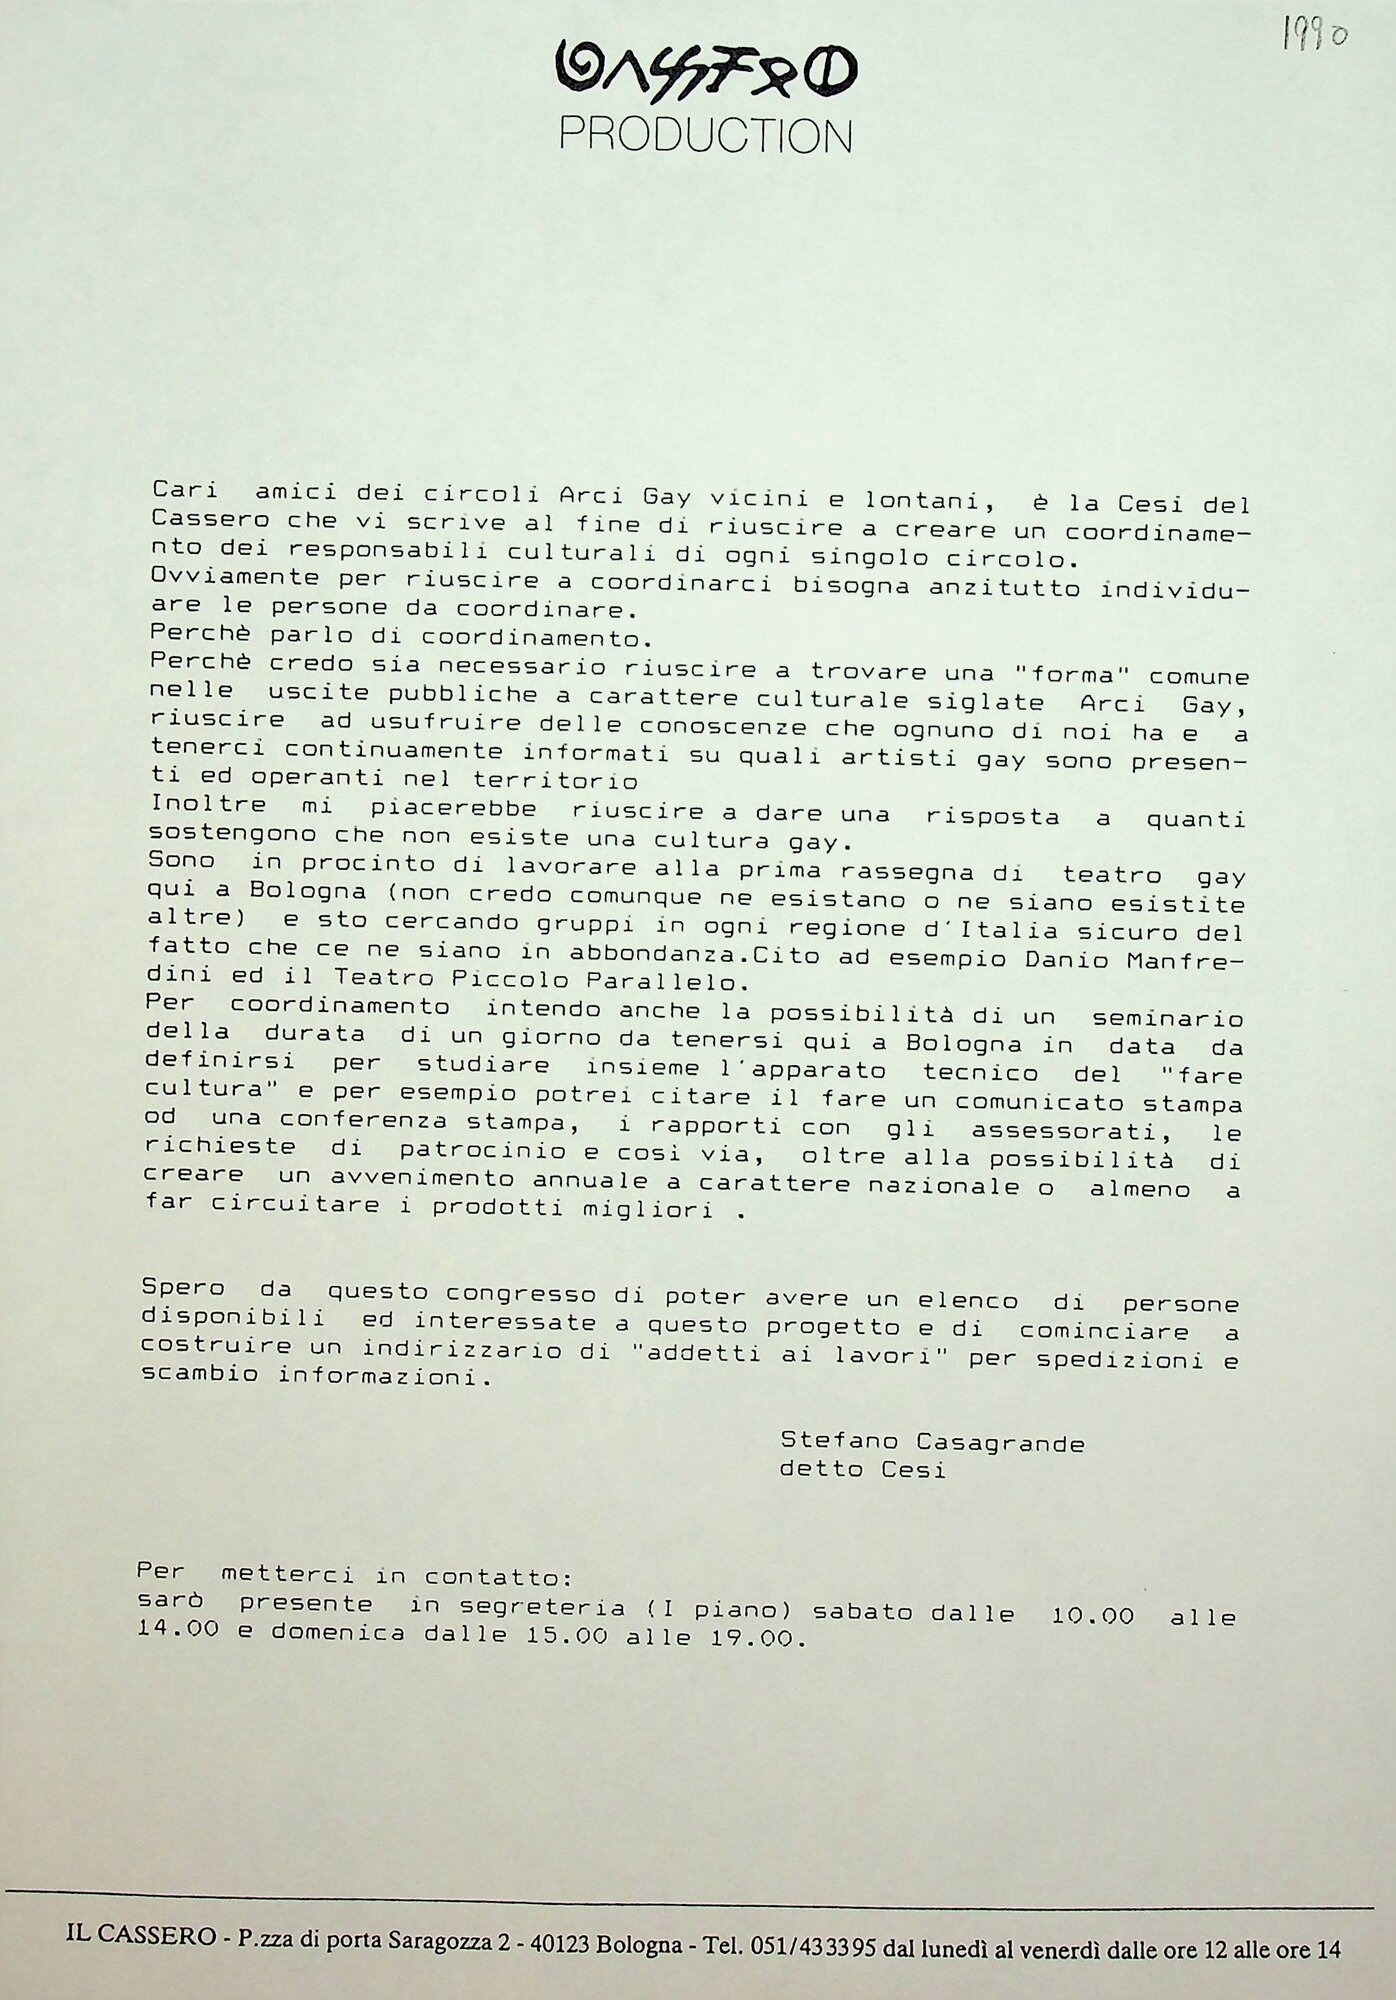 1990
CASSERO
PRODUCTION
Cari amici dei circoli Arci Gay vicini e lontani, è la Cesi del
Cassero che vi scrive al fine di riuscire a creare un coordiname-
nto dei responsabili culturali di ogni singolo circolo.
Ovviamente per riuscire a coordinarci bisogna anzitutto individu-
are le persone da coordinare.
Perchè parlo di coordinamento.
Perchè credo sia necessario riuscire a trovare una "forma" comune
nelle uscite pubbliche a carattere culturale siglate Arci Gay,
riuscire ad usufruire delle conoscenze che ognuno di noi ha e a
tenerci continuamente informati su quali artisti gay sono presen-
ti ed operanti nel territorio
Inoltre mi piacerebbe riuscire a dare una risposta a quanti
sostengono che non esiste una cultura gay.
Sono in procinto di lavorare alla prima rassegna di teatro gay
qui a Bologna (non credo comunque ne esistano o ne siano esistite
altre) e sto cercando gruppi in ogni regione d'Italia sicuro del
fatto che ce ne siano in abbondanza.Cito ad esempio Danio Manfre-
dini ed il Teatro Piccolo Parallelo.
Per coordinamento intendo anche la possibilità di un seminario
della durata di un giorno da tenersi qui a Bologna in data da
definirsi per studiare insieme l'apparato tecnico del "fare
cultura" e per esempio potrei citare il fare un comunicato stampa
od una conferenza stampa, i rapporti con gli assessorati, le
richieste di patrocinio e così via, oltre alla possibilità di
creare un avvenimento annuale a carattere nazionale o almeno a
far circuitare i prodotti migliori .
Spero da questo congresso di poter avere un elenco di persone
disponibili ed interessate a questo progetto e di cominciare a
costruire un indirizzario di "addetti ai lavori" per spedizioni e
scambio informazioni.
Stefano Casagrande
detto Cesi
Per metterci in contatto:
sarò presente in segreteria (I piano) sabato dalle 10.00 alle
14.00 e domenica dalle 15.00 alle 19.00.
IL CASSERO - P.zza di porta Saragozza 2 - 40123 Bologna - Tel. 051/433395 dal lunedì al venerdì dalle ore 12 alle ore 14